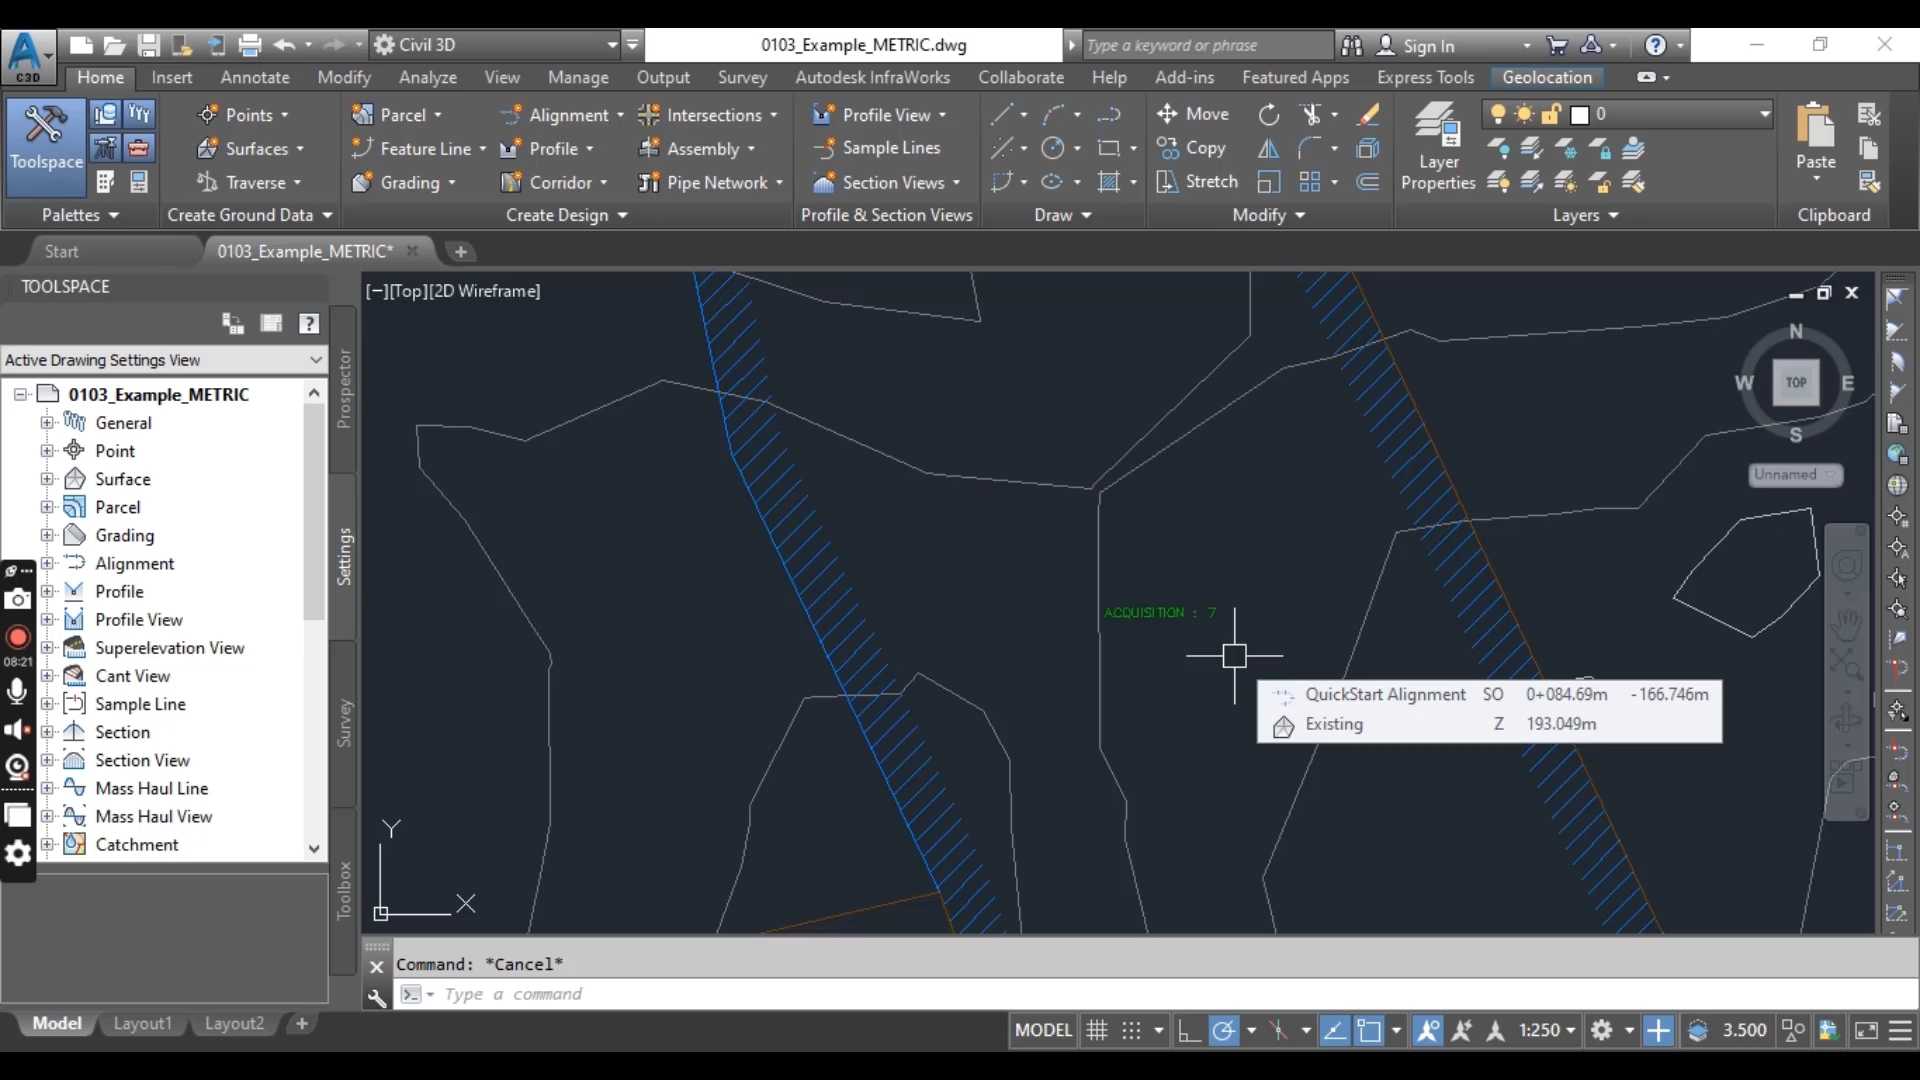 C3D
Civil 3D
0103_Example_METRIC.dwg
Type a keyword or phrase
Sign In
Home
Insert
Annotate
Modify
Analyze
View
Manage
Output
Survey
Autodesk InfraWorks
Collaborate
Help
Add-ins
Featured Apps
Express Tools
Geolocation
Toolspace
Points
Surfaces
Traverse
Parcel
Feature Line
Grading
Alignment
Profile
Corridor
Intersections
Assembly
Pipe Network
Profile View
Sample Lines
Section Views
Move
Copy
Stretch
Layer
Properties
0
Paste
Palettes
Create Ground Data
Create Design
Profile & Section Views
Draw
Modify
Layers
Clipboard
Start
0103_Example_METRIC*
TOOLSPACE
Active Drawing Settings View
0103_Example_METRIC
General
Point
Surface
Parcel
Grading
Alignment
Profile
Profile View
Superelevation View
Cant View
Sample Line
Section
Section View
Mass Haul Line
Mass Haul View
Catchment
08:21
Prospector
Settings
Survey
Toolbox
[−][Top][2D Wireframe]
N
W
TOP
E
S
Unnamed
ACQUISITION : 7
QuickStart Alignment SO 0+084.69m -166.746m
Existing Z 193.049m
Y
X
Command: *Cancel*
Type a command
Model
Layout1
Layout2
MODEL
1:250
3.500